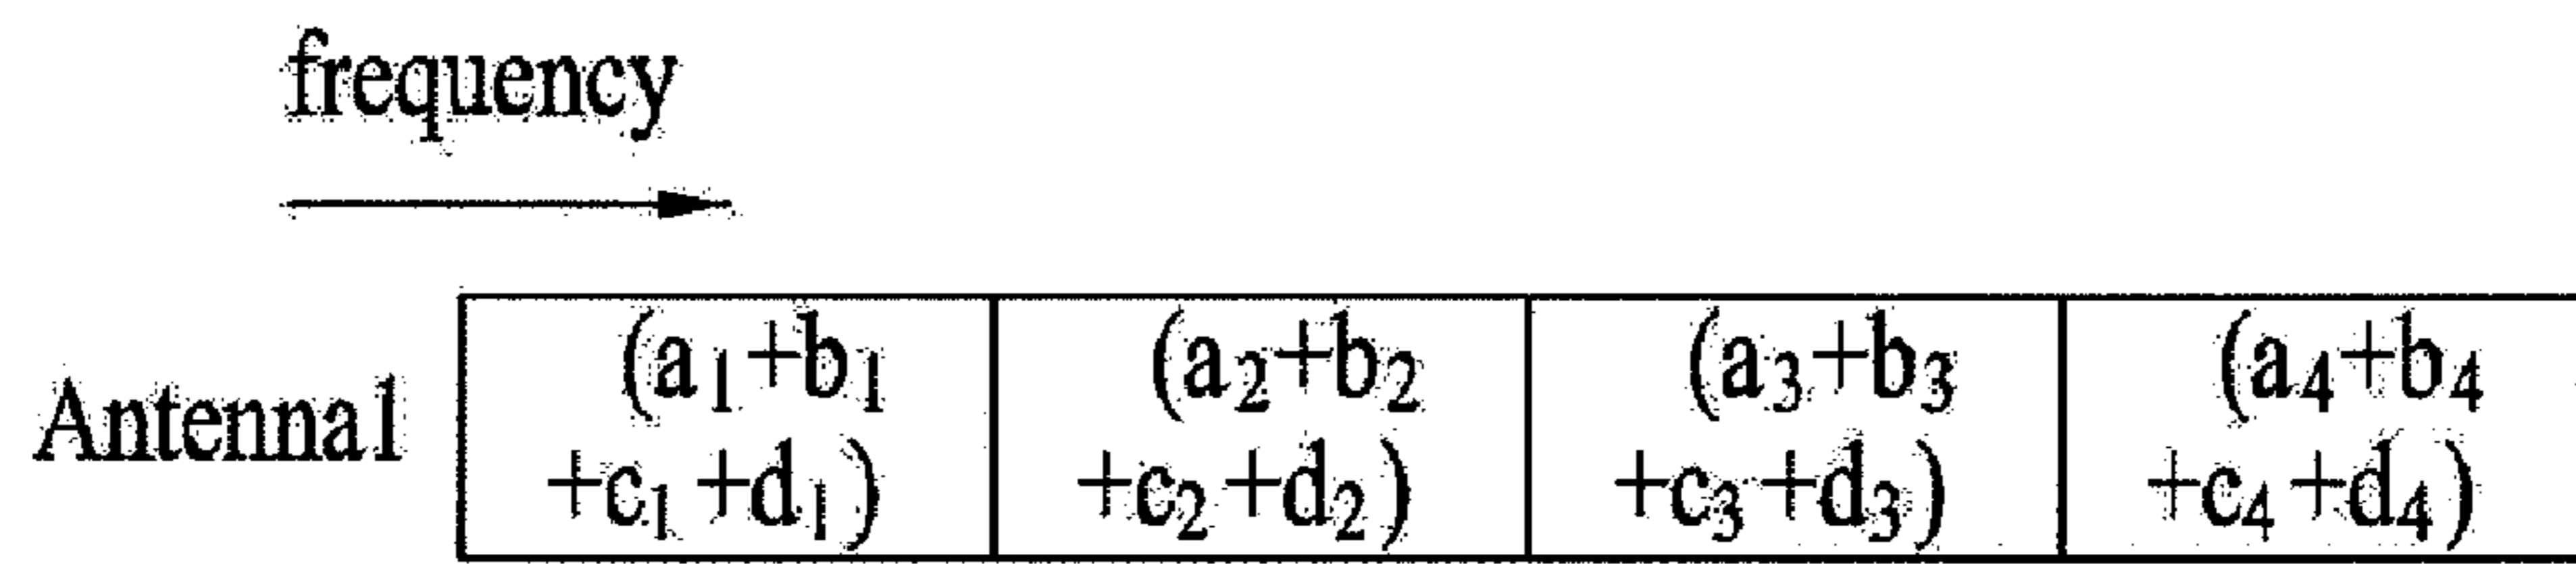 frequency
Antenna1
(a₁+b₁
+c₁+d₁)
(a₂+b₂
+c₂+d₂)
(a₃+b₃
+c₃+d₃)
(a₄+b₄
+c₄+d₄)